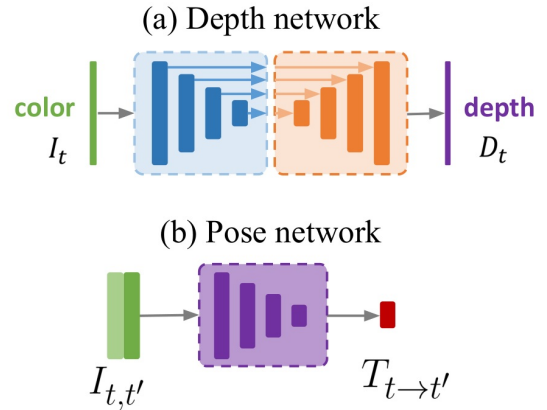 (a) Depth network
color
depth
I_t
D_t
(b) Pose network
I_{t,t'}
T_{t→t'}